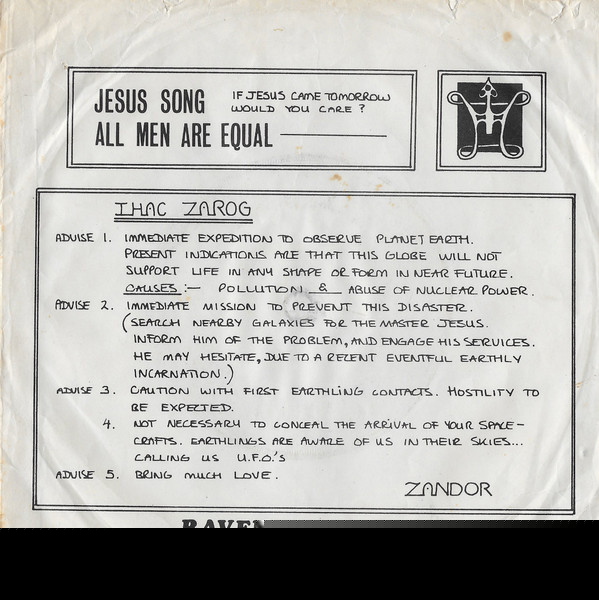 JESUS SONG IF JESUS CAME TOMORROW
WOULD YOU CARE ?
ALL MEN ARE EQUAL
IHAC ZAROG
ADVISE 1. IMMEDIATE EXPEDITION TO OBSERVE PLANET EARTH.
PRESENT INDICATIONS ARE THAT THIS GLOBE WILL NOT
SUPPORT LIFE IN ANY SHAPE OR FORM IN NEAR FUTURE.
CAUSES :- POLLUTION & ABUSE OF NUCLEAR POWER.
ADVISE 2. IMMEDIATE MISSION TO PREVENT THIS DISASTER.
(SEARCH NEARBY GALAXIES FOR THE MASTER JESUS.
INFORM HIM OF THE PROBLEM, AND ENGAGE HIS SERVICES.
HE MAY HESITATE, DUE TO A RECENT EVENTFUL EARTHLY
INCARNATION.)
ADVISE 3. CAUTION WITH FIRST EARTHLING CONTACTS. HOSTILITY TO
BE EXPECTED.
4. NOT NECESSARY TO CONCEAL THE ARRIVAL OF YOUR SPACE-
CRAFTS. EARTHLINGS ARE AWARE OF US IN THEIR SKIES...
CALLING US U.F.O.'S
ADVISE 5. BRING MUCH LOVE.
ZANDOR
RAVEN